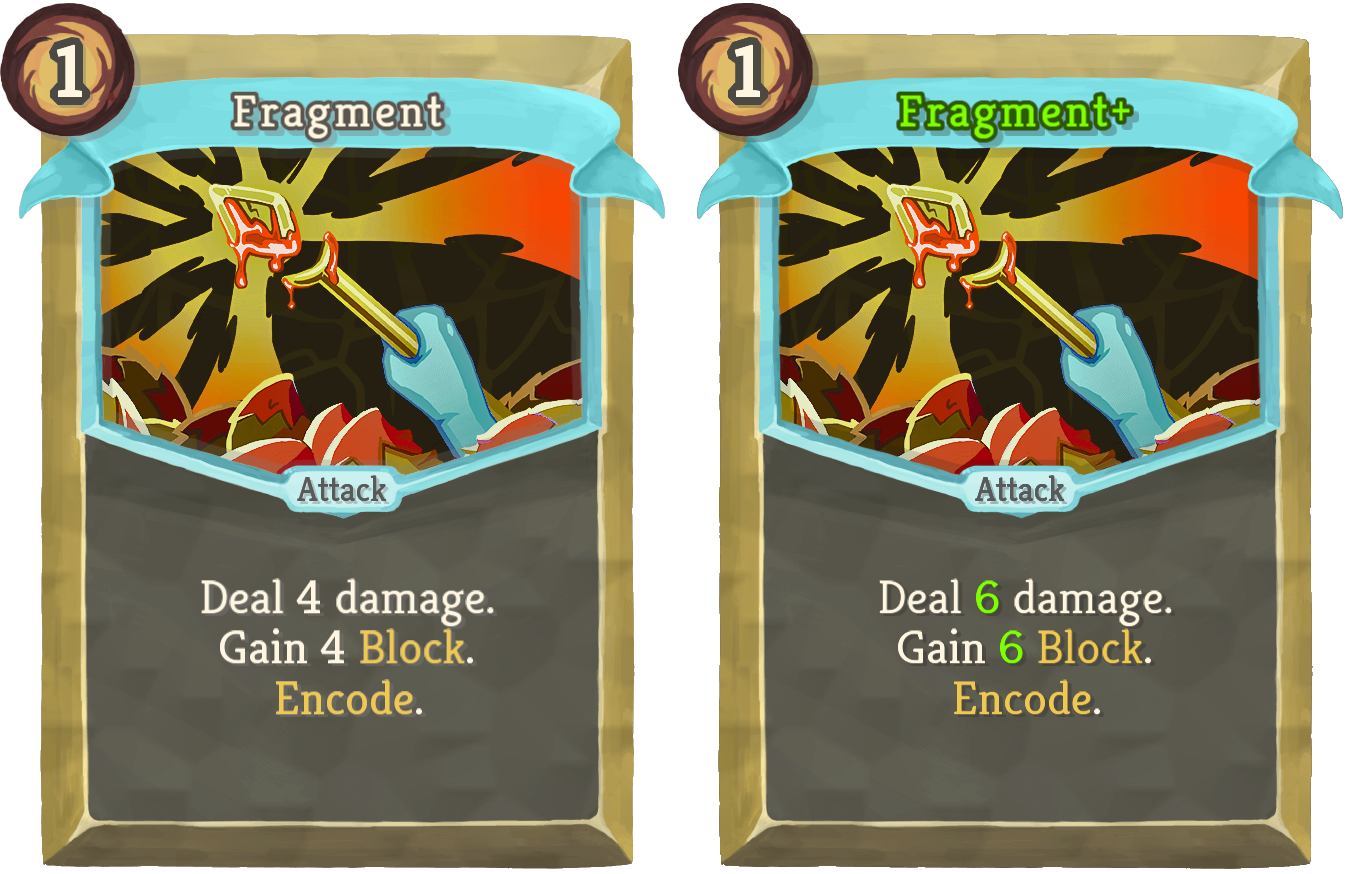 1
Fragment
Attack
Deal 4 damage.
Gain 4 Block.
Encode.
1
Fragment+
Attack
Deal 6 damage.
Gain 6 Block.
Encode.